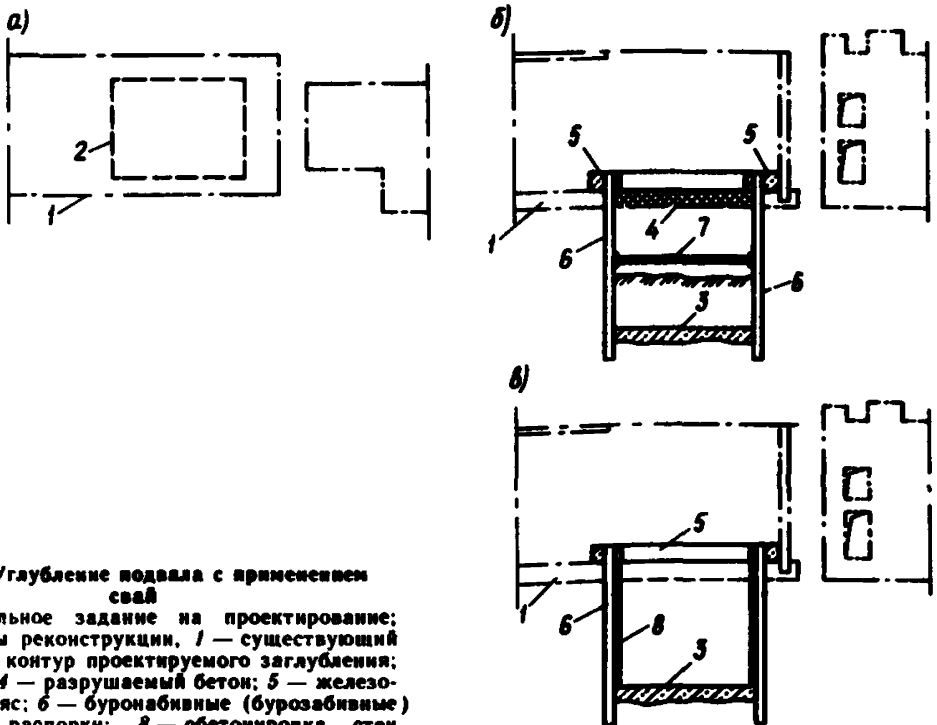 а)
б)
2
1
5
5
1
4
7
6
6
3
в)
5
1
6
8
3
Углубление подвала с применением
свай
льное задание на проектирование;
ы реконструкции, 1 — существующий
контур проектируемого заглубления;
4 — разрушаемый бетон; 5 — железо-
яс; 6 — буронабивные (бурозабивные)
распорки; 8 — обетонировка стен